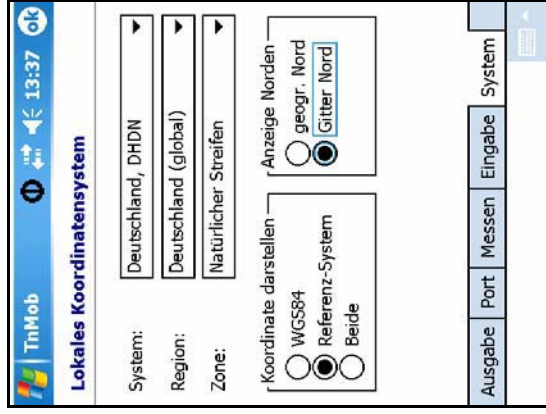 TnMob 13:37 ok
Lokales Koordinatensystem
System: Deutschland, DHDN
Region: Deutschland (global)
Zone: Natürlicher Streifen
Koordinate darstellen
WGS84
Referenz-System
Beide
Anzeige Norden
geogr. Nord
Gitter Nord
Ausgabe Port Messen Eingabe System